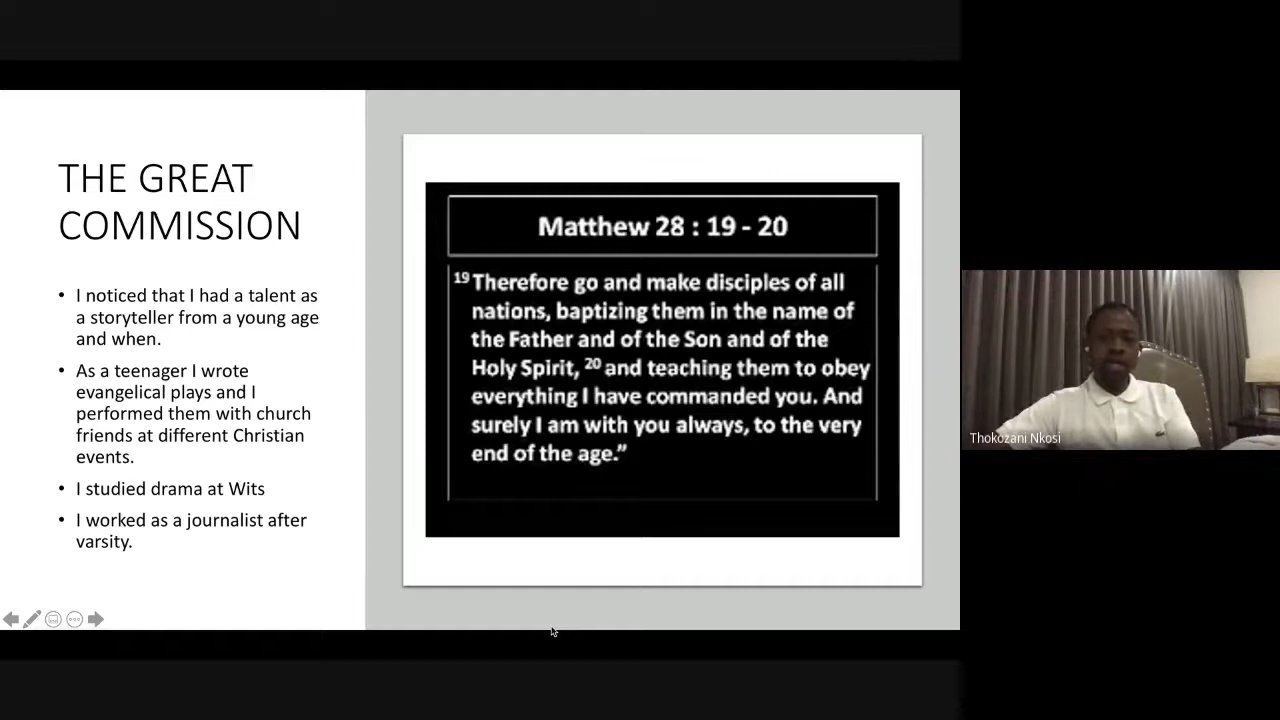 THE GREAT
COMMISSION
• I noticed that I had a talent as
a storyteller from a young age
and when.
• As a teenager I wrote
evangelical plays and I
performed them with church
friends at different Christian
events.
• I studied drama at Wits
• I worked as a journalist after
varsity.
Matthew 28 : 19 - 20
19 Therefore go and make disciples of all
nations, baptizing them in the name of
the Father and of the Son and of the
Holy Spirit, 20 and teaching them to obey
everything I have commanded you. And
surely I am with you always, to the very
end of the age.”
Thokozani Nkosi